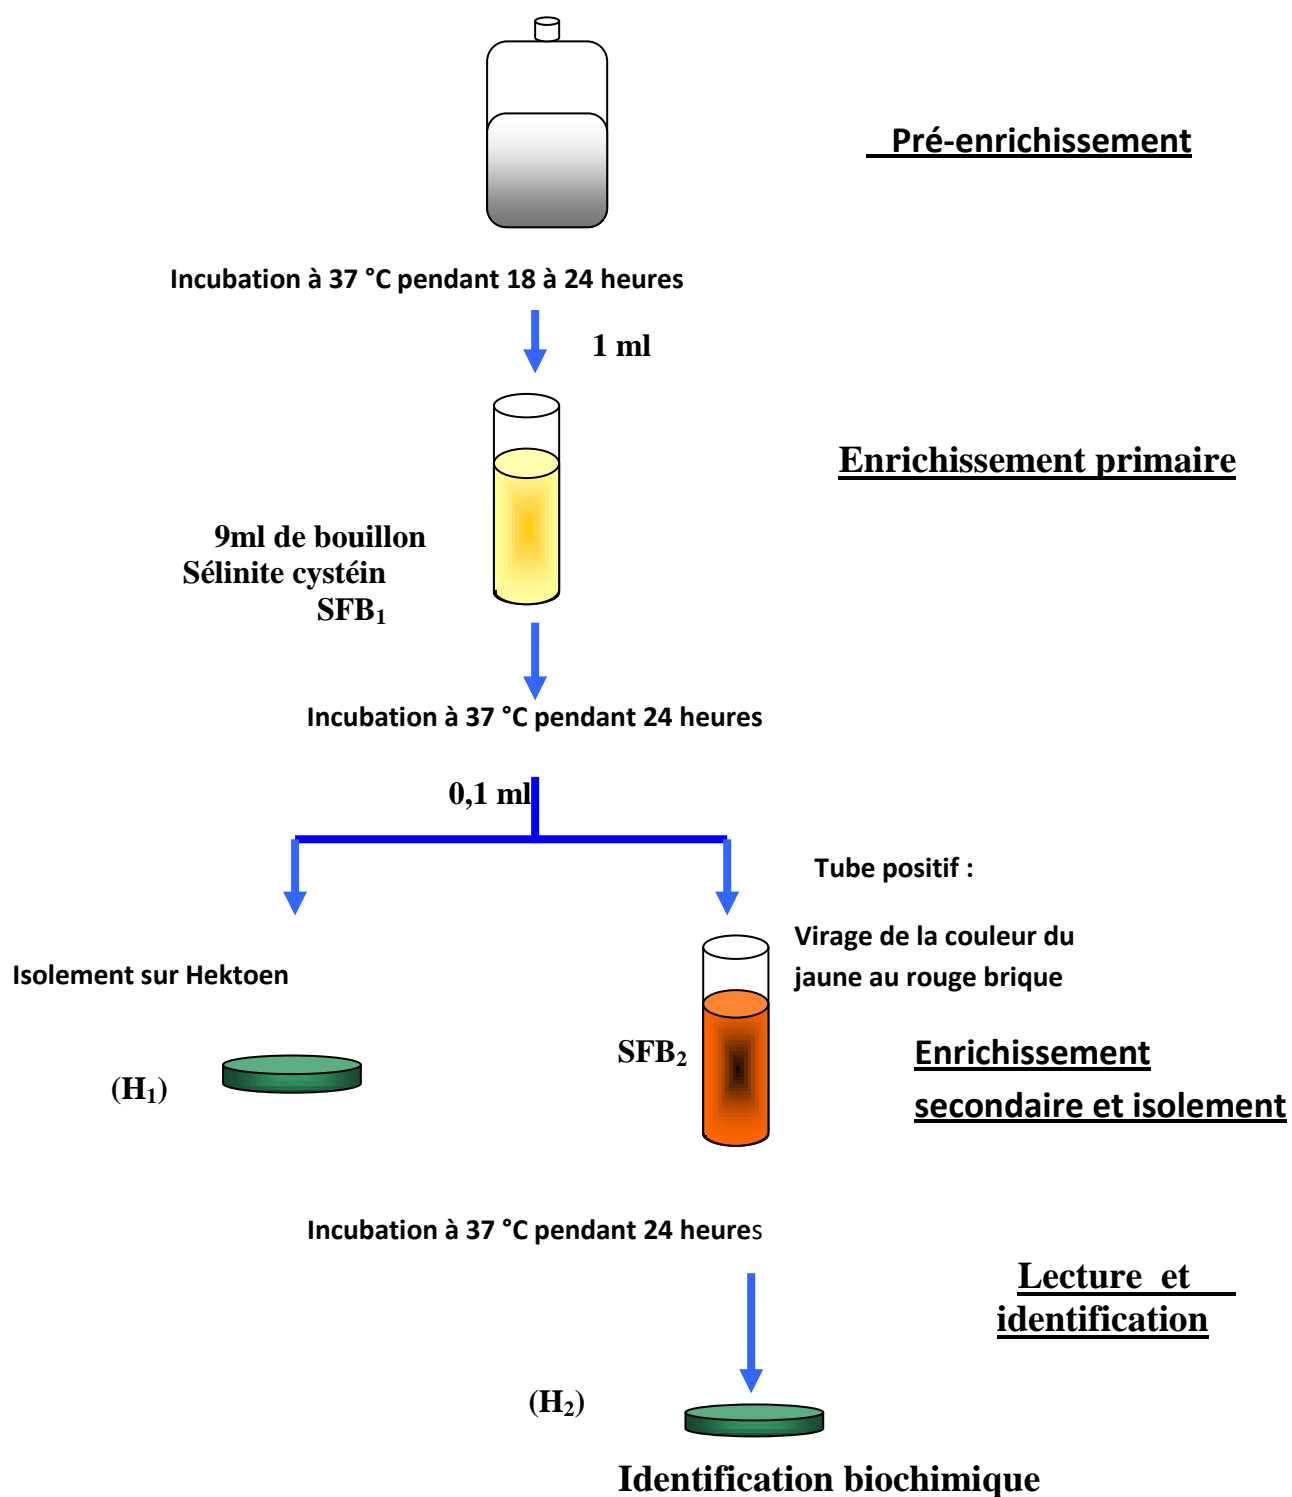 Pré-enrichissement
Incubation à 37 °C pendant 18 à 24 heures
1 ml
Enrichissement primaire
9ml de bouillon
Sélinite cystéin
SFB₁
Incubation à 37 °C pendant 24 heures
0,1 ml
Tube positif :
Virage de la couleur du
jaune au rouge brique
Isolement sur Hektoen
(H₁)
SFB₂
Enrichissement
secondaire et isolement
Incubation à 37 °C pendant 24 heures
Lecture et
identification
(H₂)
Identification biochimique